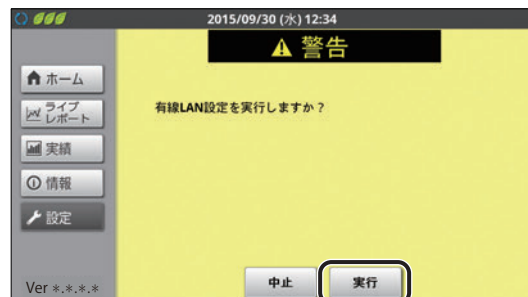 2015/09/30 (水) 12:34
警告
ホーム
ライブ
レポート
実績
情報
設定
有線LAN設定を実行しますか？
中止
実行
Ver *.*.*.*